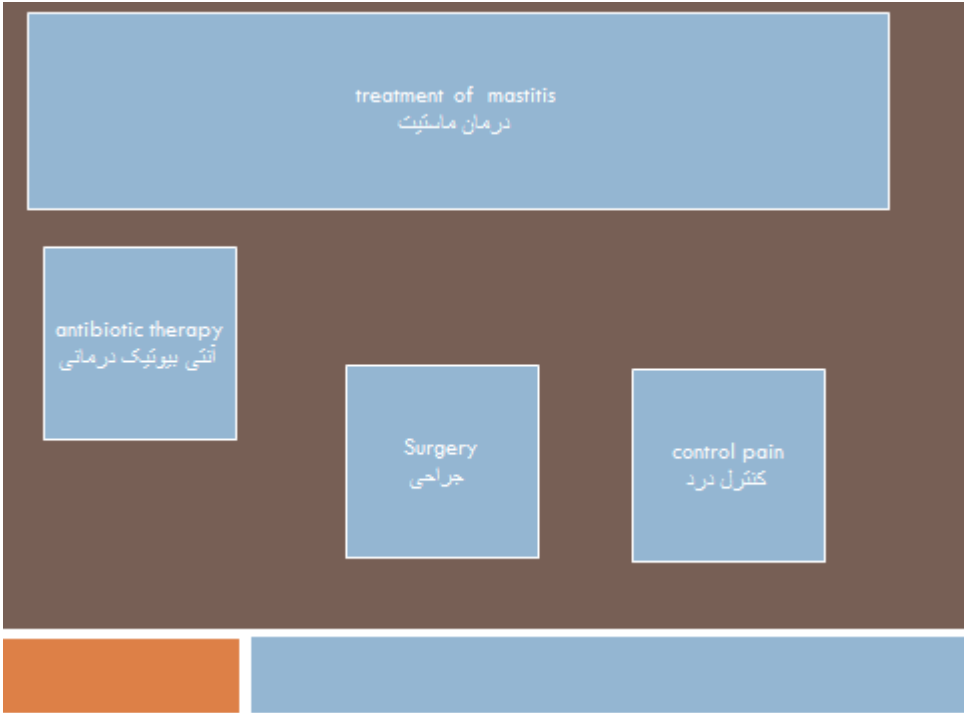 treatment of mastitis
درمان ماستیت
antibiotic therapy
آنتی بیوتیک درمانی
Surgery
جراحی
control pain
کنترل درد